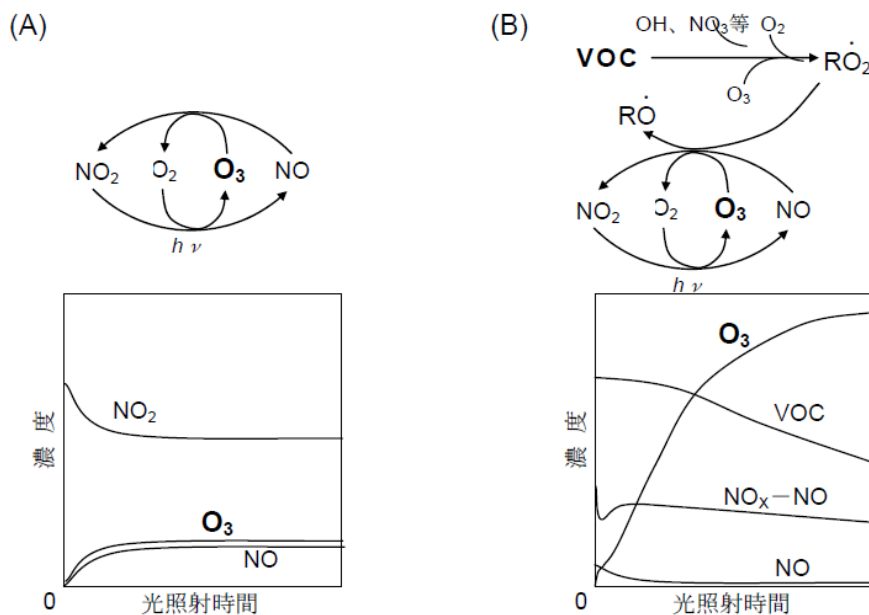 (A)
NO₂ O₂ O₃ NO
hν
濃度
NO₂
O₃
NO
0 光照射時間
(B)
OH、NO₃等 O₂
VOC RO₂
O₃
RO
NO₂ O₂ O₃ NO
hν
濃度
O₃
VOC
NOₓ－NO
NO
0 光照射時間